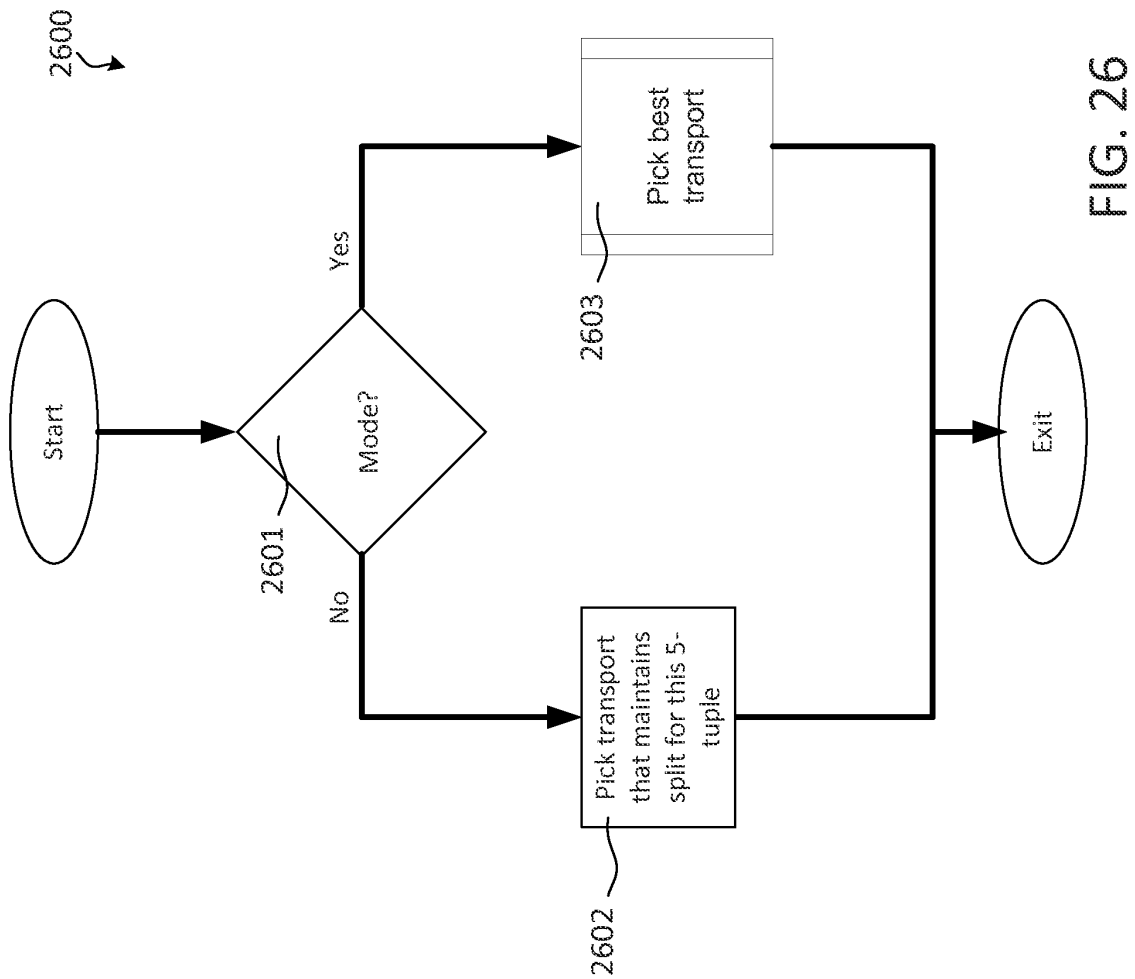 2600
Start
2601
Mode?
No
Yes
2602
Pick transport
that maintains
split for this 5-
tuple
2603
Pick best
transport
Exit
FIG. 26